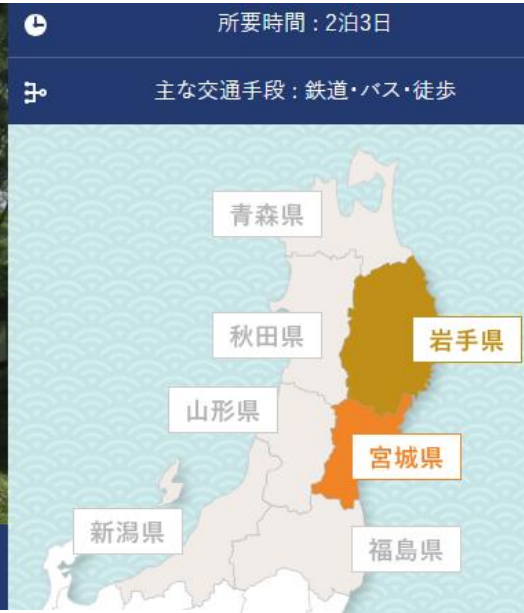 所要時間：2泊3日
主な交通手段：鉄道・バス・徒歩
青森県
秋田県
岩手県
山形県
宮城県
新潟県
福島県